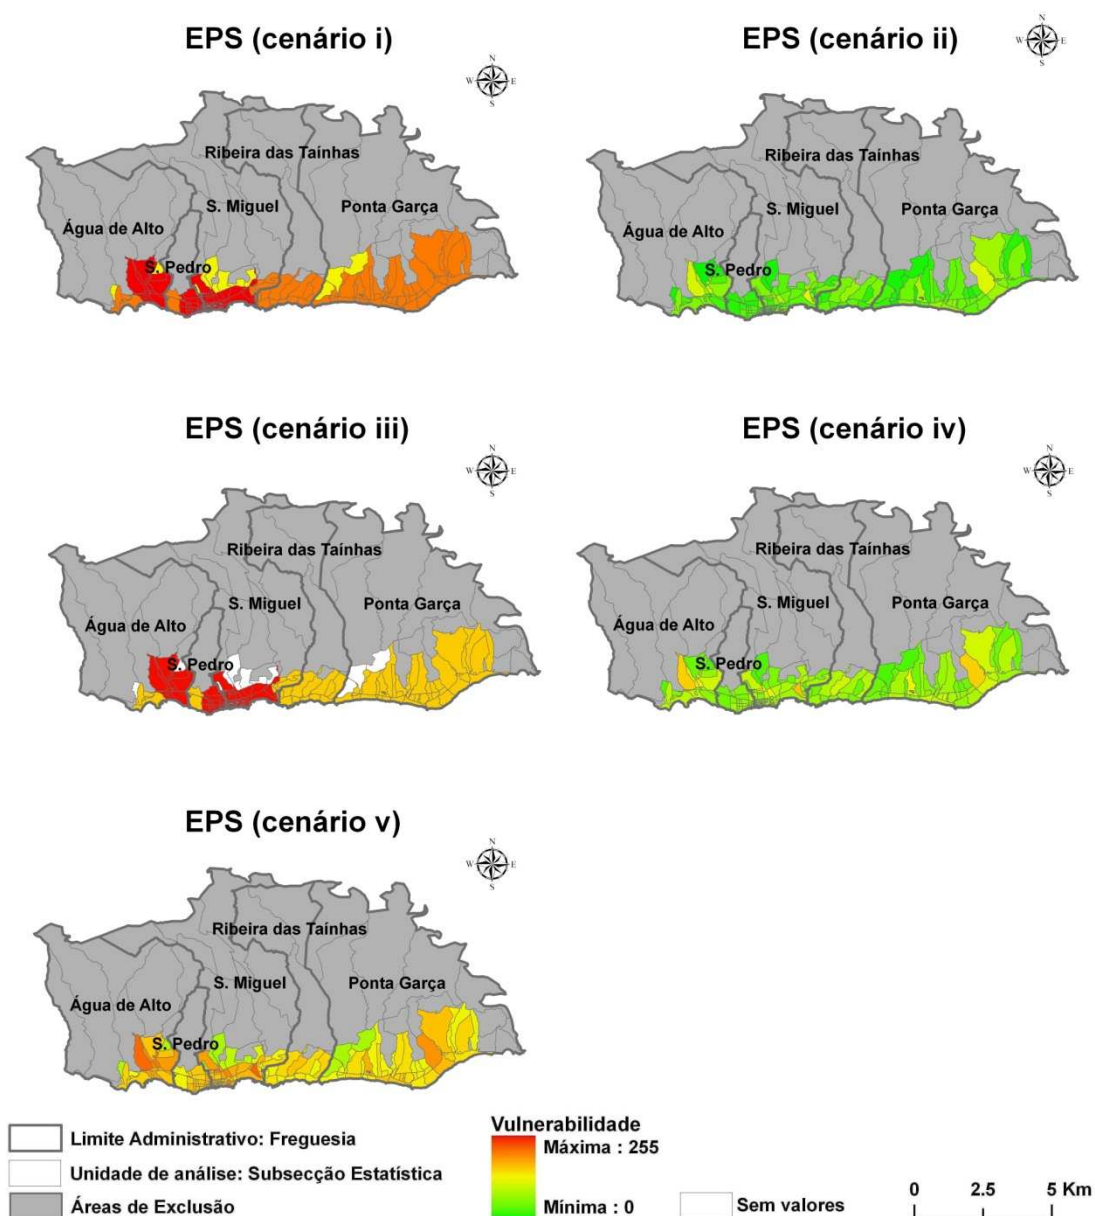 EPS (cenário i)
N
W E
S
Ribeira das Taínhas
S. Miguel
Ponta Garça
Água de Alto
S. Pedro
EPS (cenário ii)
N
W E
S
Ribeira das Taínhas
S. Miguel
Ponta Garça
Água de Alto
S. Pedro
EPS (cenário iii)
N
W E
S
Ribeira das Taínhas
S. Miguel
Ponta Garça
Água de Alto
S. Pedro
EPS (cenário iv)
N
W E
S
Ribeira das Taínhas
S. Miguel
Ponta Garça
Água de Alto
S. Pedro
EPS (cenário v)
N
W E
S
Ribeira das Taínhas
S. Miguel
Ponta Garça
Água de Alto
S. Pedro
Limite Administrativo: Freguesia
Unidade de análise: Subsecção Estatística
Áreas de Exclusão
Vulnerabilidade
Máxima : 255
Mínima : 0
Sem valores
0 2.5 5 Km